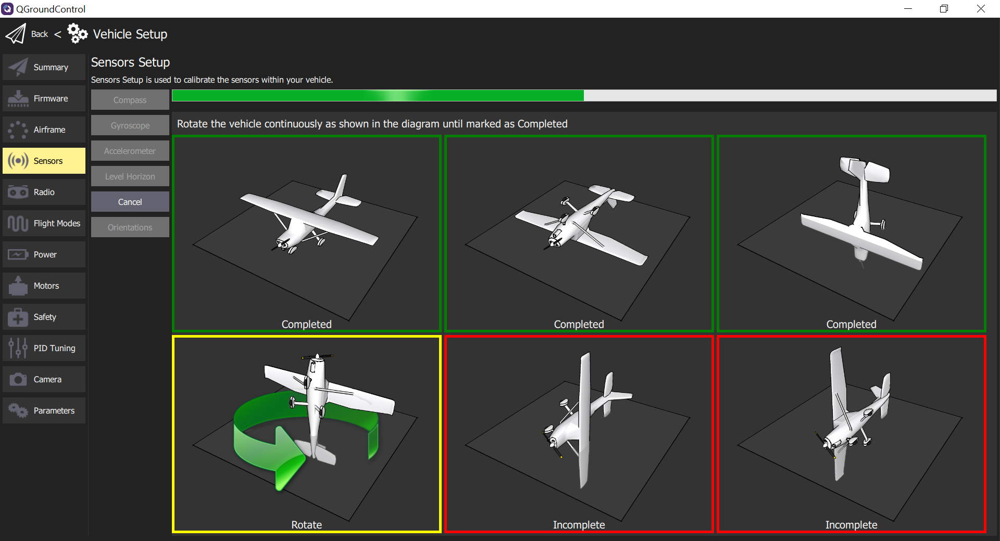 QGroundControl
Back < Vehicle Setup
Summary
Firmware
Airframe
Sensors
Radio
Flight Modes
Power
Motors
Safety
PID Tuning
Camera
Parameters
Sensors Setup
Sensors Setup is used to calibrate the sensors within your vehicle.
Compass
Gyroscope
Accelerometer
Level Horizon
Cancel
Orientations
Rotate the vehicle continuously as shown in the diagram until marked as Completed
Completed
Completed
Completed
Rotate
Incomplete
Incomplete